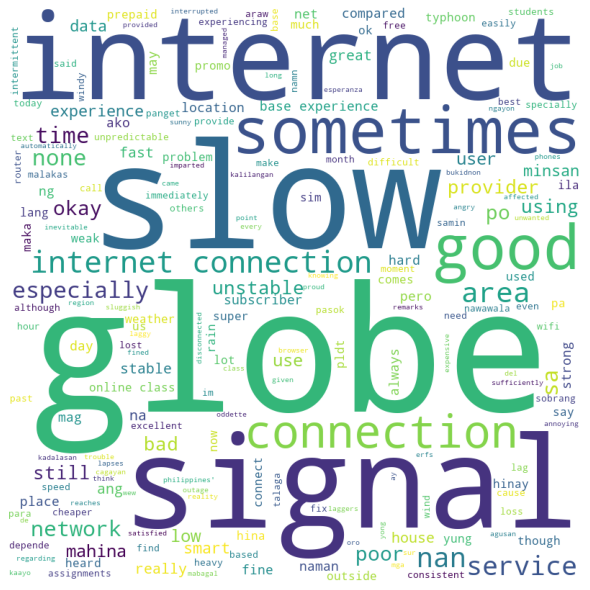 interrupted
provided
prepaid
experiencing
net
compared
typhoon
students
internet
intermittent
data
araw
much
ok
free
base
easily
said
managed
windy
may
promo
long
namn
great
due
esperanza
job
today
experience
location
base experience
sometimes
best
specially
text
ako
panget
sunny
provide
ngayon
router
time
unpredictable
automatically
none
malakas
fast
problem
imparted
make
month
difficult
user
minsan
bukidnon
phones
ng
call
immediately
came
kalilangan
slow
sim
provider
ila
affected
lang
okay
others
point
every
angry
po
using
unwanted
maka
inevitable
weak
samin
good
internet connection
hard
moment
comes
used
especially
unstable
knowing
proud
pasok
pero
area
pa
although
region
sluggish
laggy
subscriber
remarks
need
nawawala
even
wifi
hour
us
weather
super
rain
pldt
expensive
del
sa
strong
day
lost
fined
disconnected
lot
browser
use
always
sufficiently
stable
class
given
sobrang
past
online class
im
globe
say
annoying
mag
na
oddette
excellent
now
connection
bad
still
kadalasan
trouble
lapses
ang
signal
lag
cagayan
think
wew
philippines'
outage
reality
connect
talaga
ay
erfs
hinay
speed
cause
place
reaches
cheaper
network
satisfied
low
smart
hina
fix
laggers
wind
yung
house
loss
para
de
mahina
find
based
naman
oro
yung
poor
nan
agusan
though
service
depende
regarding
heard
really
heavy
fine
outside
nga
sur
consistent
kaayo
assignments
mabagal